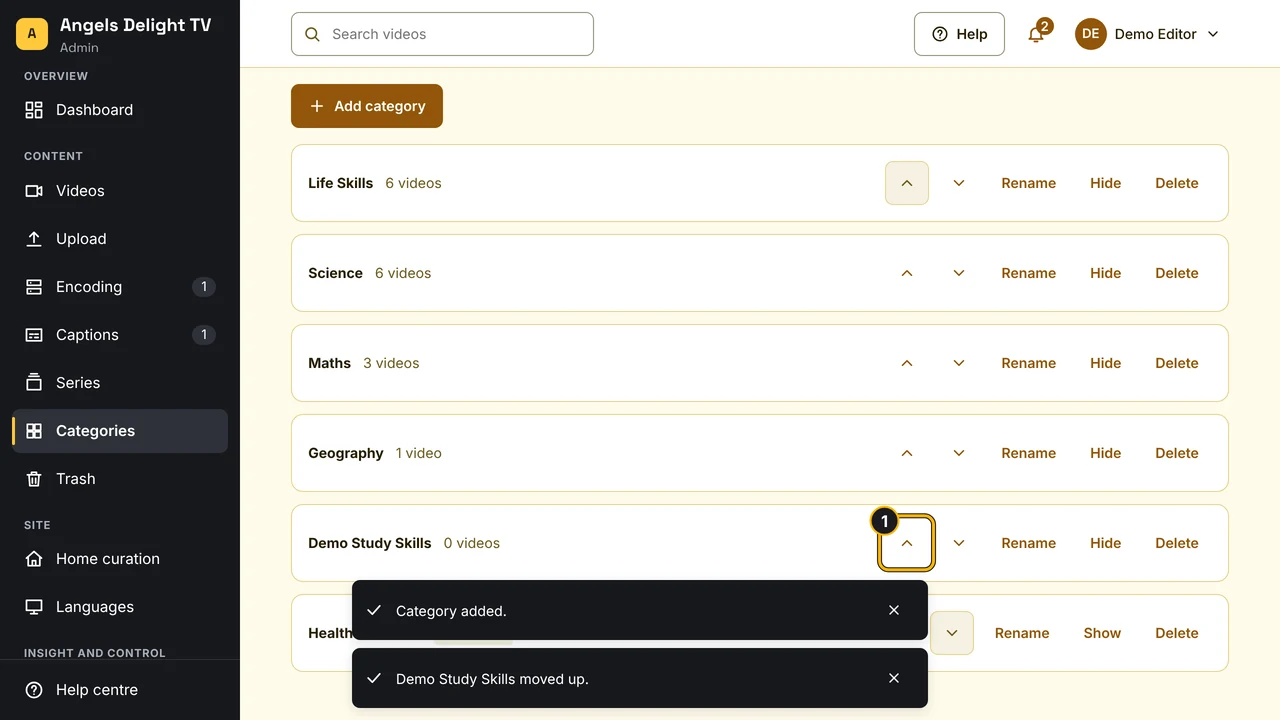 A
Angels Delight TV
Admin
OVERVIEW
Dashboard
CONTENT
Videos
Upload
Encoding 1
Captions 1
Series
Categories
Trash
SITE
Home curation
Languages
INSIGHT AND CONTROL
Help centre
Search videos
Help
2
DE Demo Editor
Add category
Life Skills 6 videos Rename Hide Delete
Science 6 videos Rename Hide Delete
Maths 3 videos Rename Hide Delete
Geography 1 video Rename Hide Delete
1
Demo Study Skills 0 videos Rename Hide Delete
Health Rename Show Delete
Category added.
Demo Study Skills moved up.